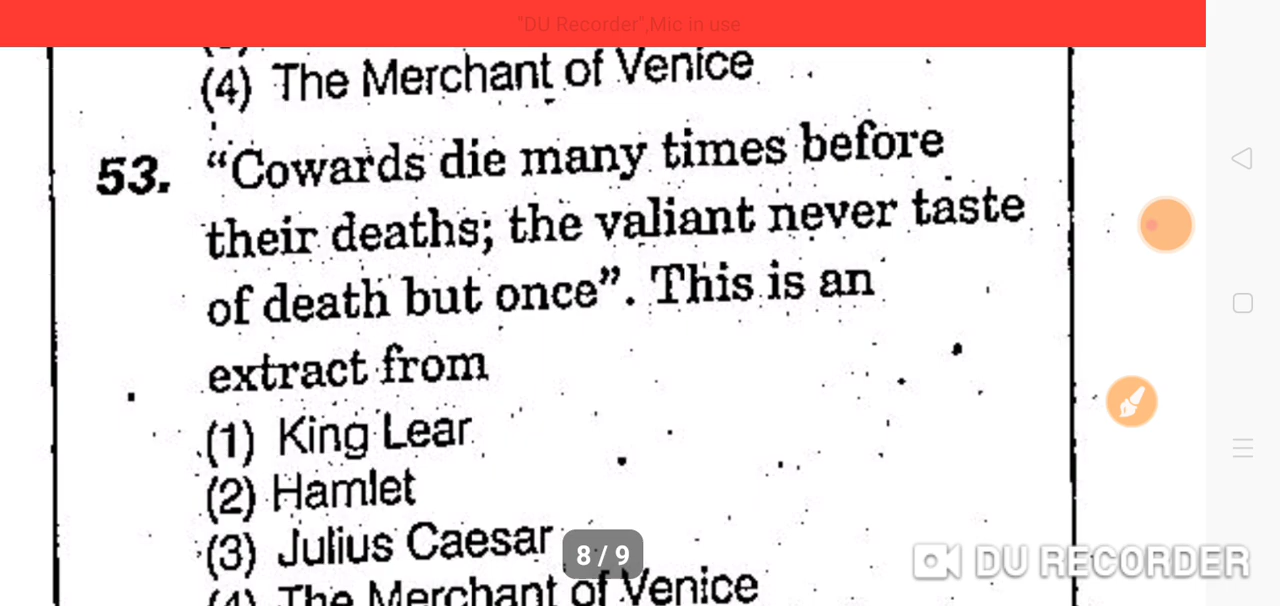 "DU Recorder",Mic in use
(4) The Merchant of Venice
53. "Cowards die many times before
their deaths; the valiant never taste
of death but once". This is an
extract from
(1) King Lear
(2) Hamlet
(3) Julius Caesar
8/9
DU RECORDER
(4) The Merchant of Venice